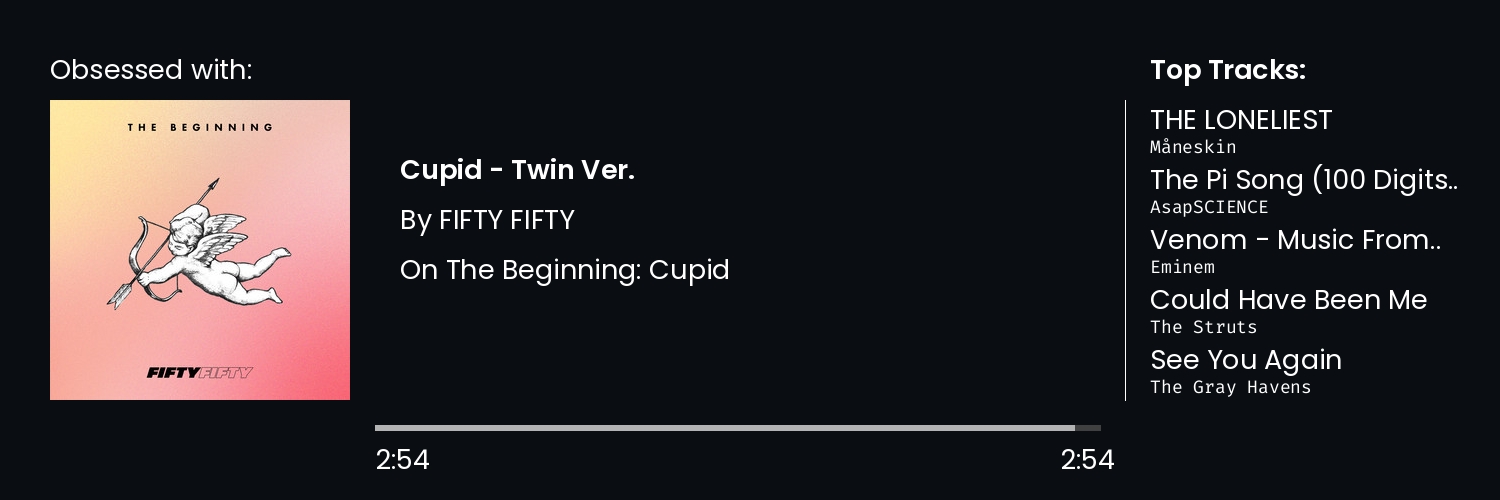 Obsessed with:
THE BEGINNING
FIFTYFIFTY
Cupid - Twin Ver.
By FIFTY FIFTY
On The Beginning: Cupid
2:54
2:54
Top Tracks:
THE LONELIEST
Måneskin
The Pi Song (100 Digits..
AsapSCIENCE
Venom - Music From..
Eminem
Could Have Been Me
The Struts
See You Again
The Gray Havens